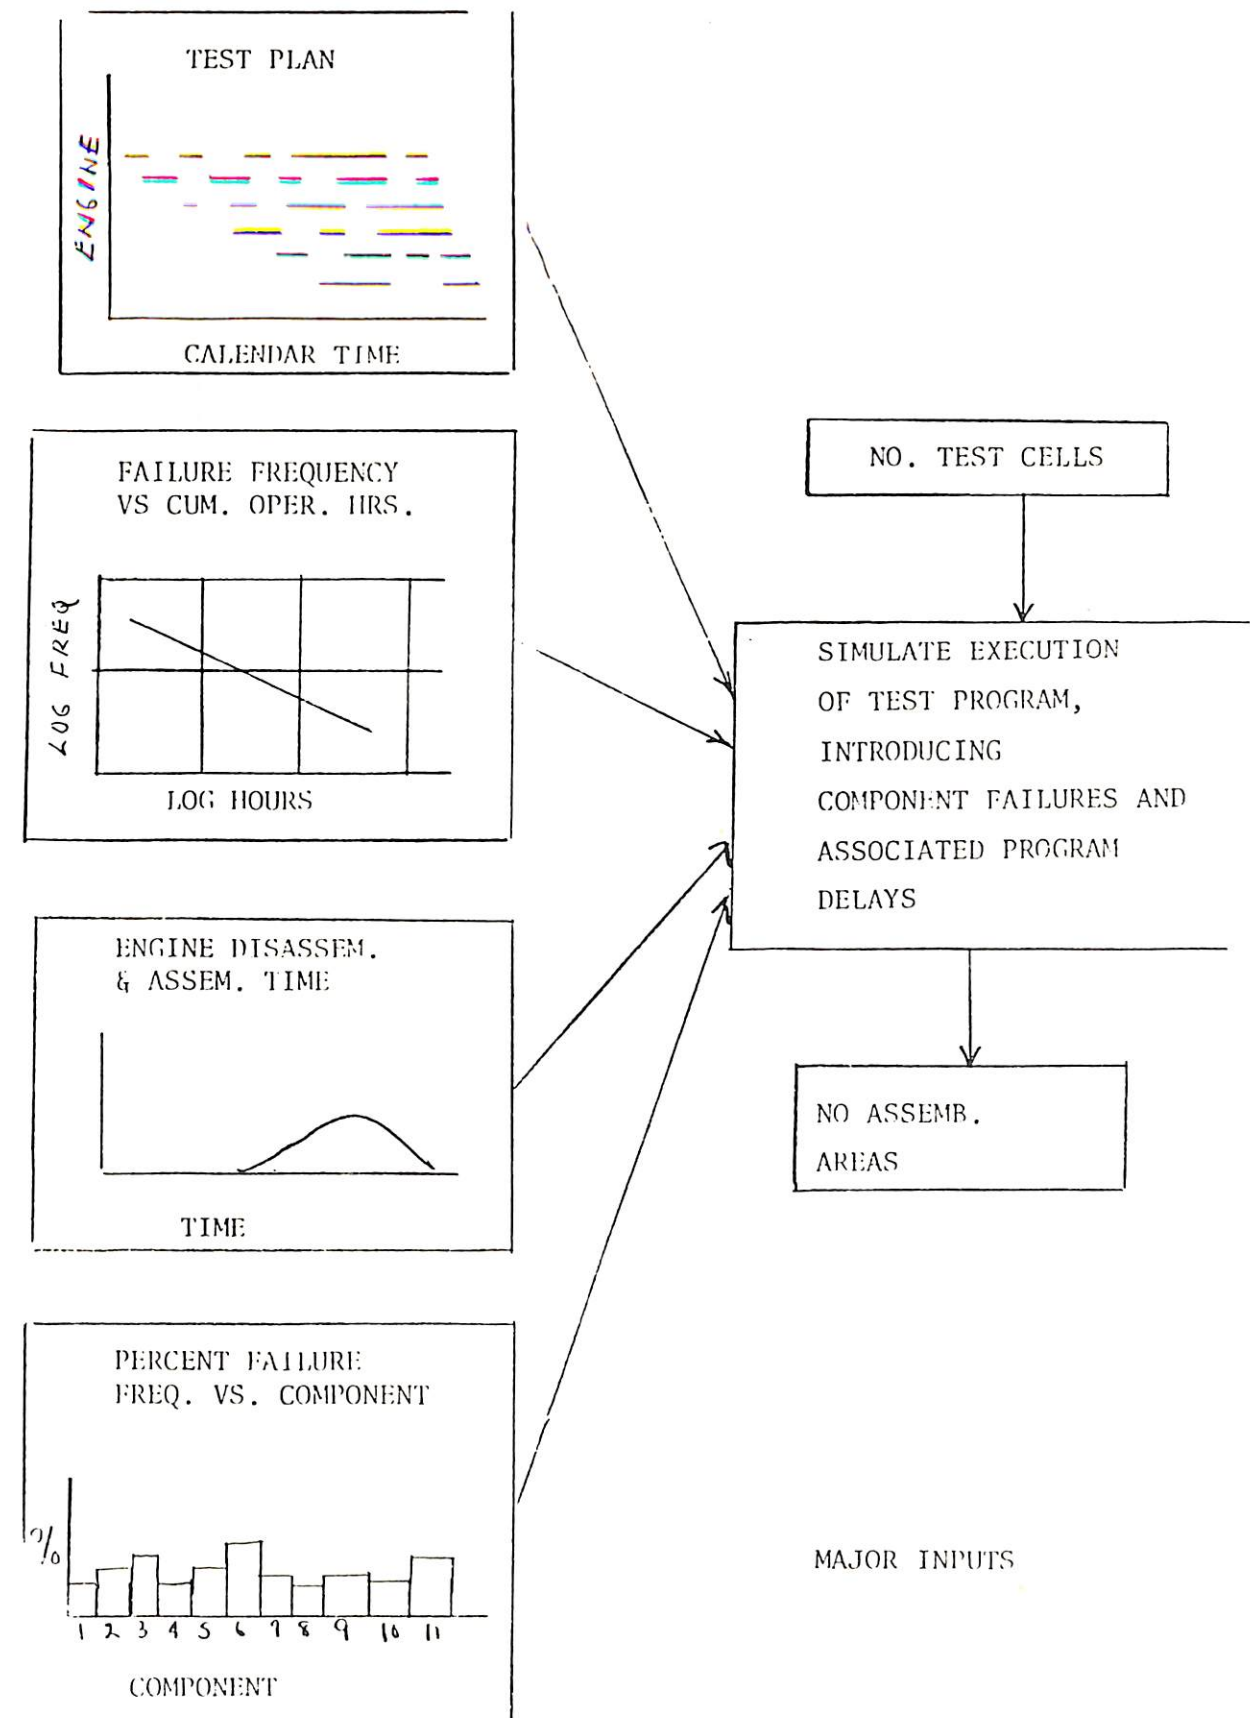 TEST PLAN
ENGINE
CALENDAR TIME
FAILURE FREQUENCY
VS CUM. OPER. HRS.
LOG FREQ
LOG HOURS
ENGINE DISASSEM.
& ASSEM. TIME
TIME
PERCENT FAILURE
FREQ. VS. COMPONENT
%
1 2 3 4 5 6 7 8 9 10 11
COMPONENT
NO. TEST CELLS
SIMULATE EXECUTION
OF TEST PROGRAM,
INTRODUCING
COMPONENT FAILURES AND
ASSOCIATED PROGRAM
DELAYS
NO ASSEMB.
AREAS
MAJOR INPUTS